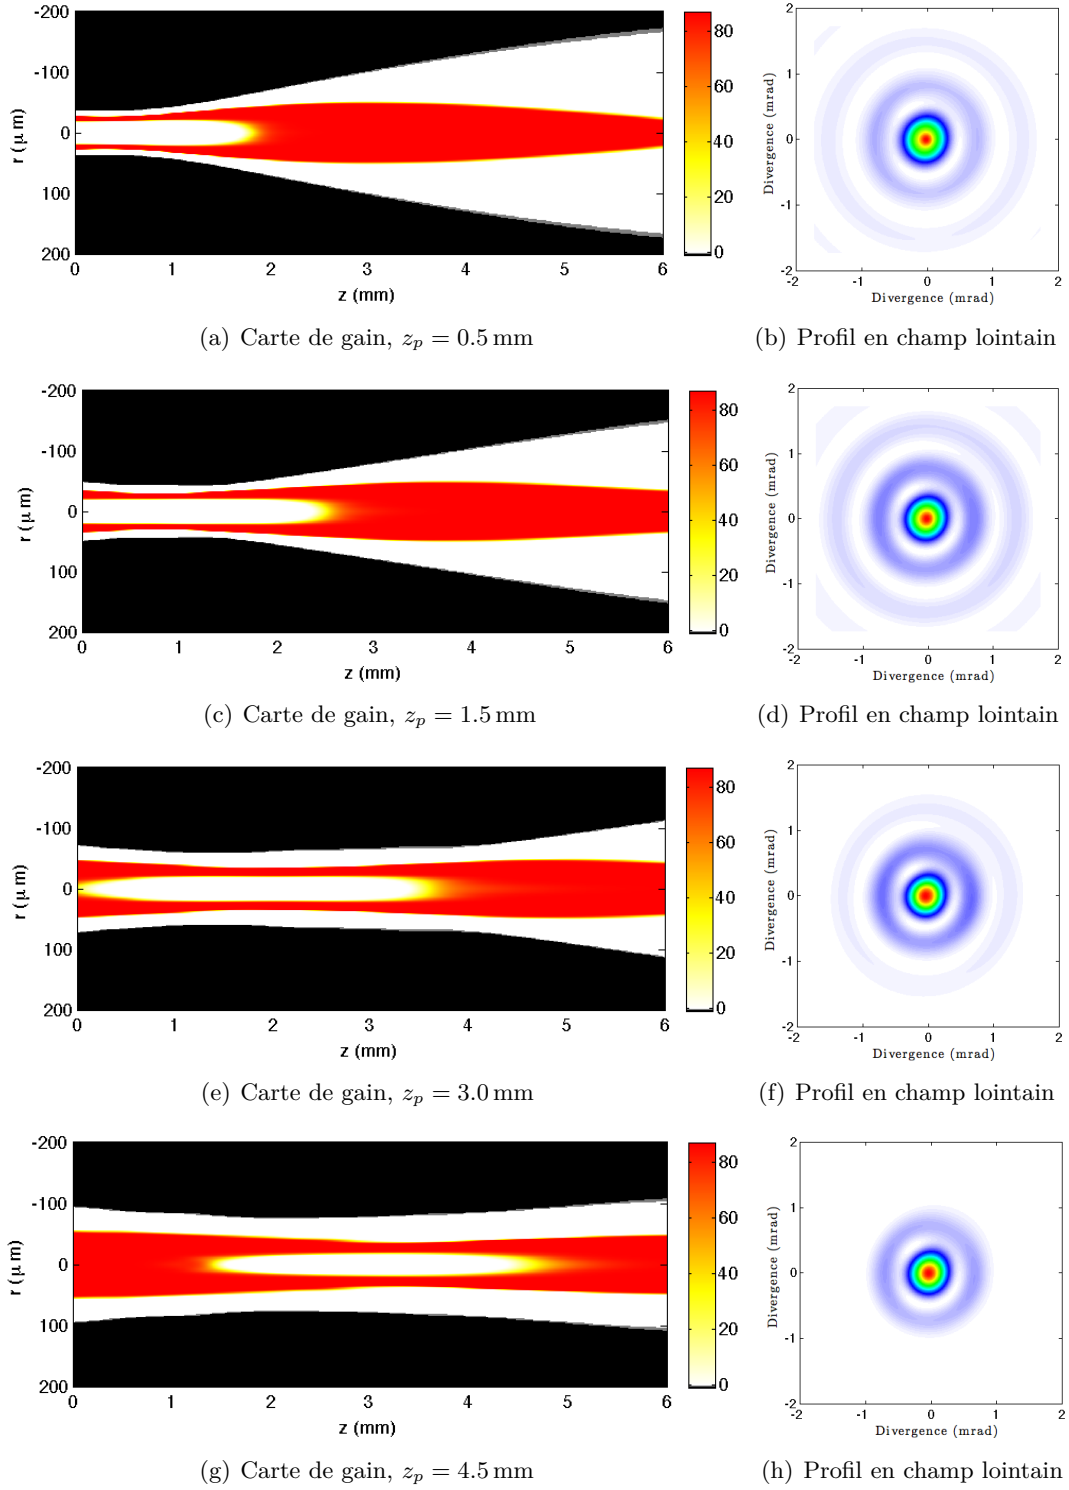 -200
-100
0
100
200
r (μm)
0 1 2 3 4 5 6
z (mm)
80
60
40
20
0
2
1
0
-1
-2
Divergence (mrad)
-1 0 1 2
Divergence (mrad)
(a) Carte de gain, z_p = 0.5 mm
(b) Profil en champ lointain
-200
-100
0
100
200
r (μm)
0 1 2 3 4 5 6
z (mm)
80
60
40
20
0
2
1
0
-1
-2
Divergence (mrad)
-2 -1 0 1 2
Divergence (mrad)
(c) Carte de gain, z_p = 1.5 mm
(d) Profil en champ lointain
-200
-100
0
100
200
r (μm)
0 1 2 3 4 5 6
z (mm)
80
60
40
20
0
2
1
0
-1
-2
Divergence (mrad)
-1 0 1 2
Divergence (mrad)
(e) Carte de gain, z_p = 3.0 mm
(f) Profil en champ lointain
-200
-100
0
100
200
r (μm)
0 1 2 3 4 5 6
z (mm)
80
60
40
20
0
2
1
0
-1
-2
Divergence (mrad)
-2 -1 0 1 2
Divergence (mrad)
(g) Carte de gain, z_p = 4.5 mm
(h) Profil en champ lointain